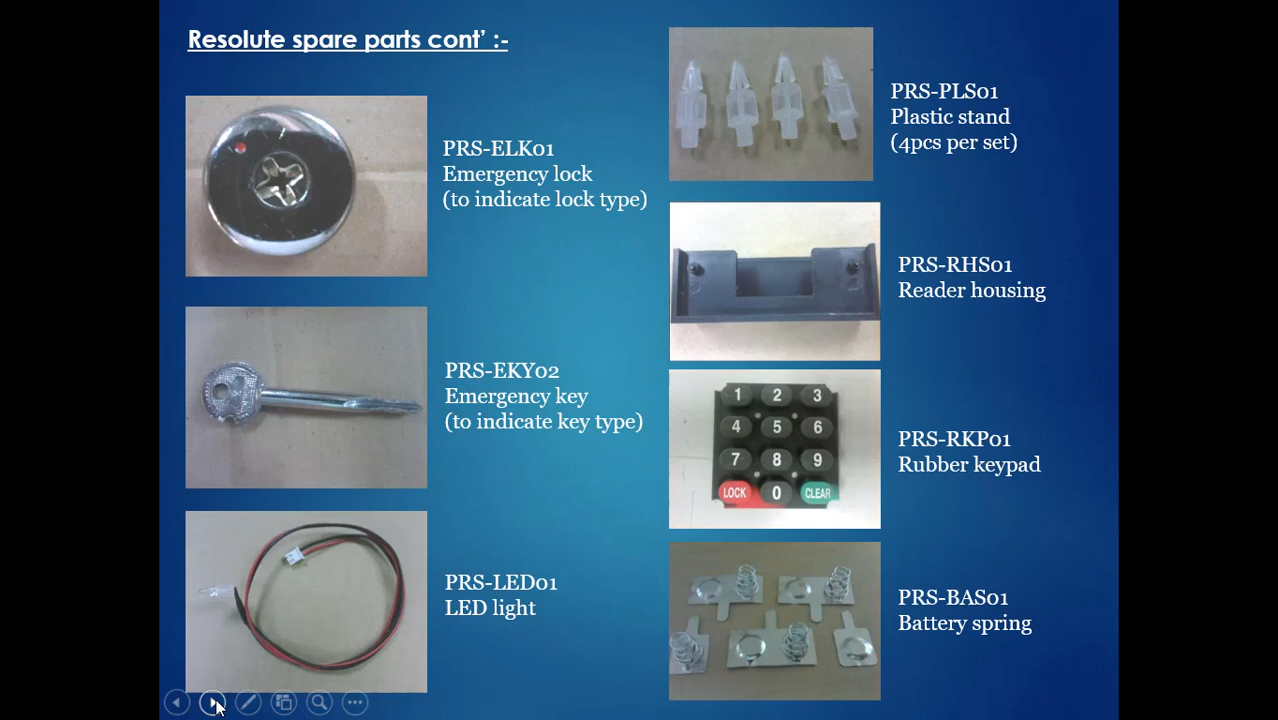 Resolute spare parts cont’ :-
PRS-ELK01
Emergency lock
(to indicate lock type)
PRS-EKY02
Emergency key
(to indicate key type)
PRS-LED01
LED light
PRS-PLS01
Plastic stand
(4pcs per set)
PRS-RHS01
Reader housing
1 2 3
4 5 6
7 8 9
LOCK 0 CLEAR
PRS-RKP01
Rubber keypad
PRS-BAS01
Battery spring